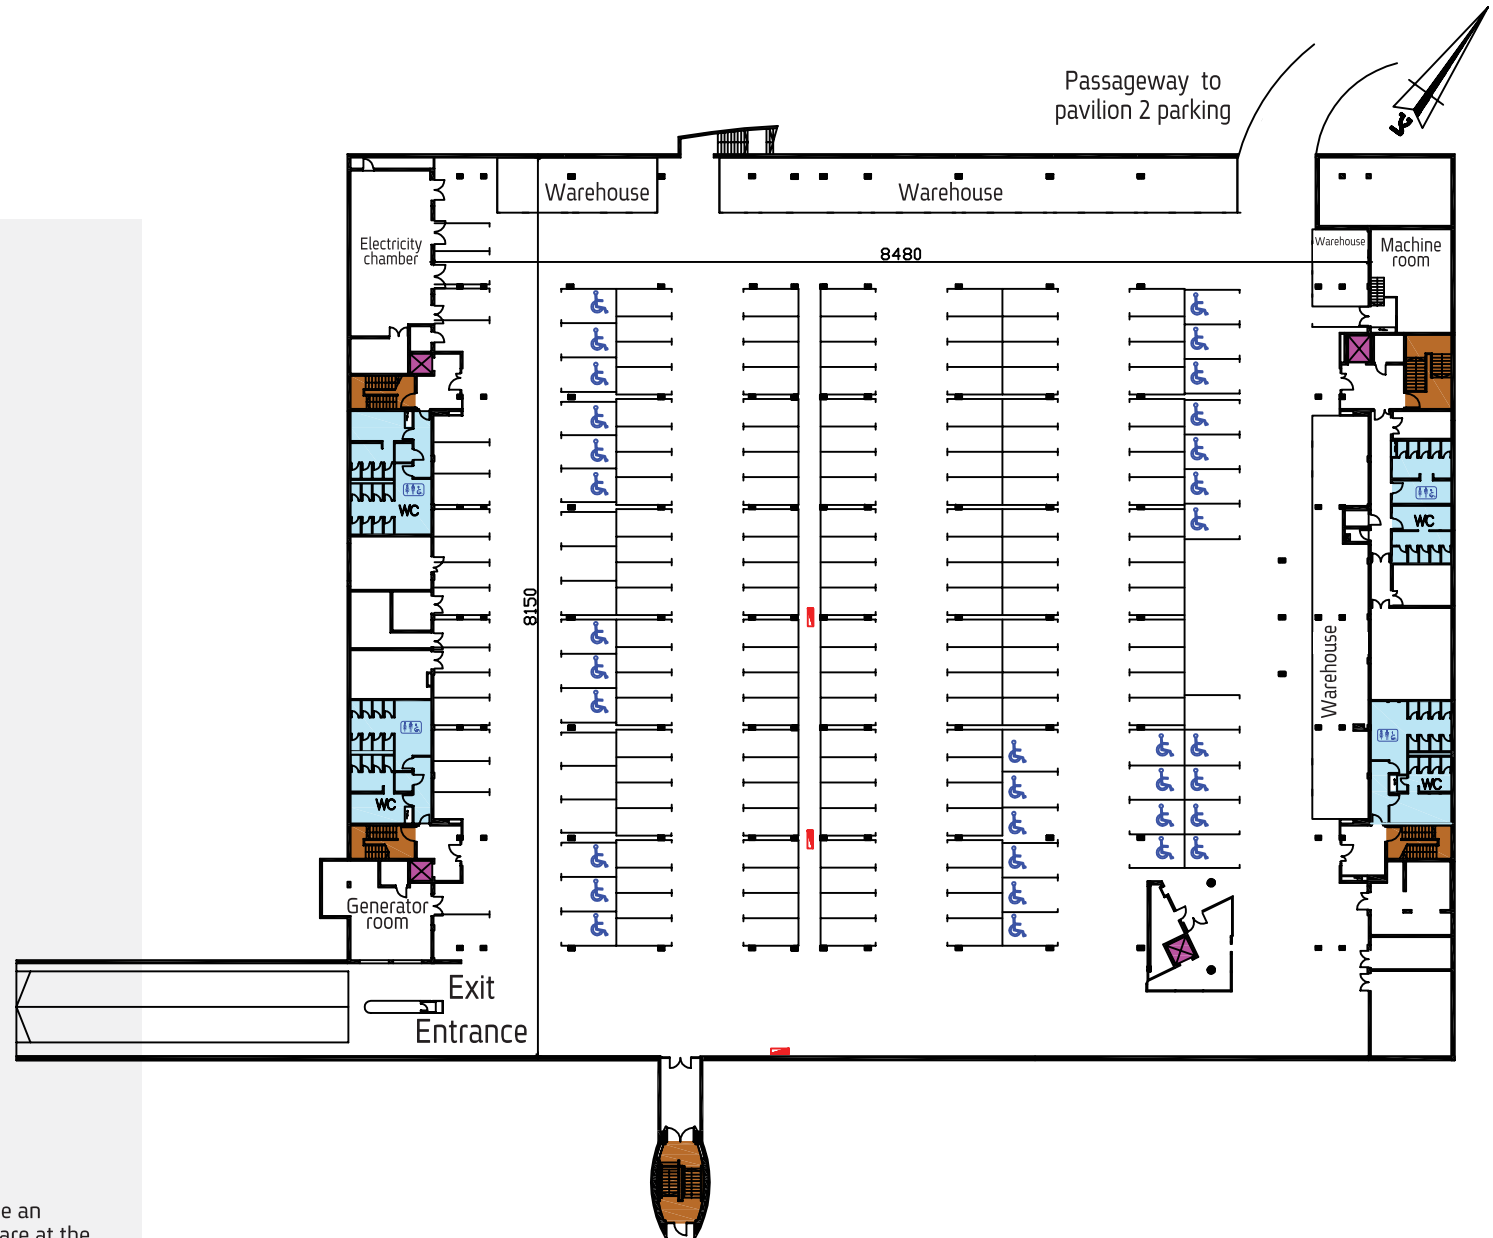 Passageway to
pavilion 2 parking
Warehouse
Warehouse
Electricity
chamber
8480
Warehouse
Machine
room
WC
WC
8150
Warehouse
WC
WC
Generator
room
Exit
Entrance
e an
are at the